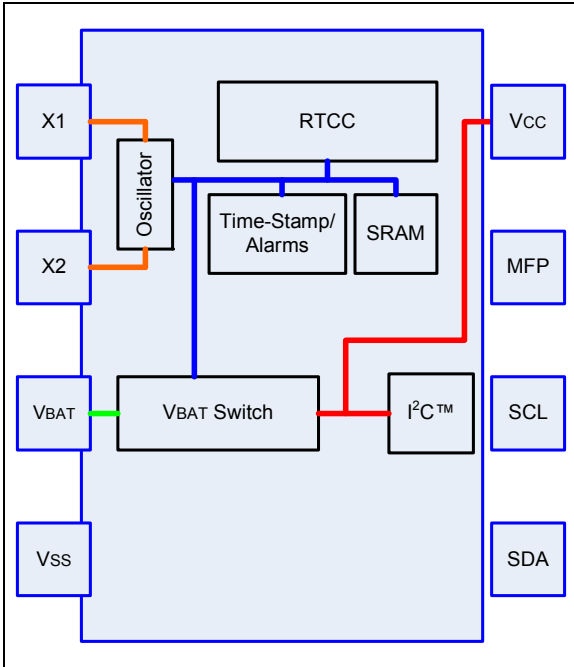 X1
RTCC
Vcc
Oscillator
Time-Stamp/
Alarms
SRAM
X2
MFP
VBAT
VBAT Switch
I²C™
SCL
Vss
SDA